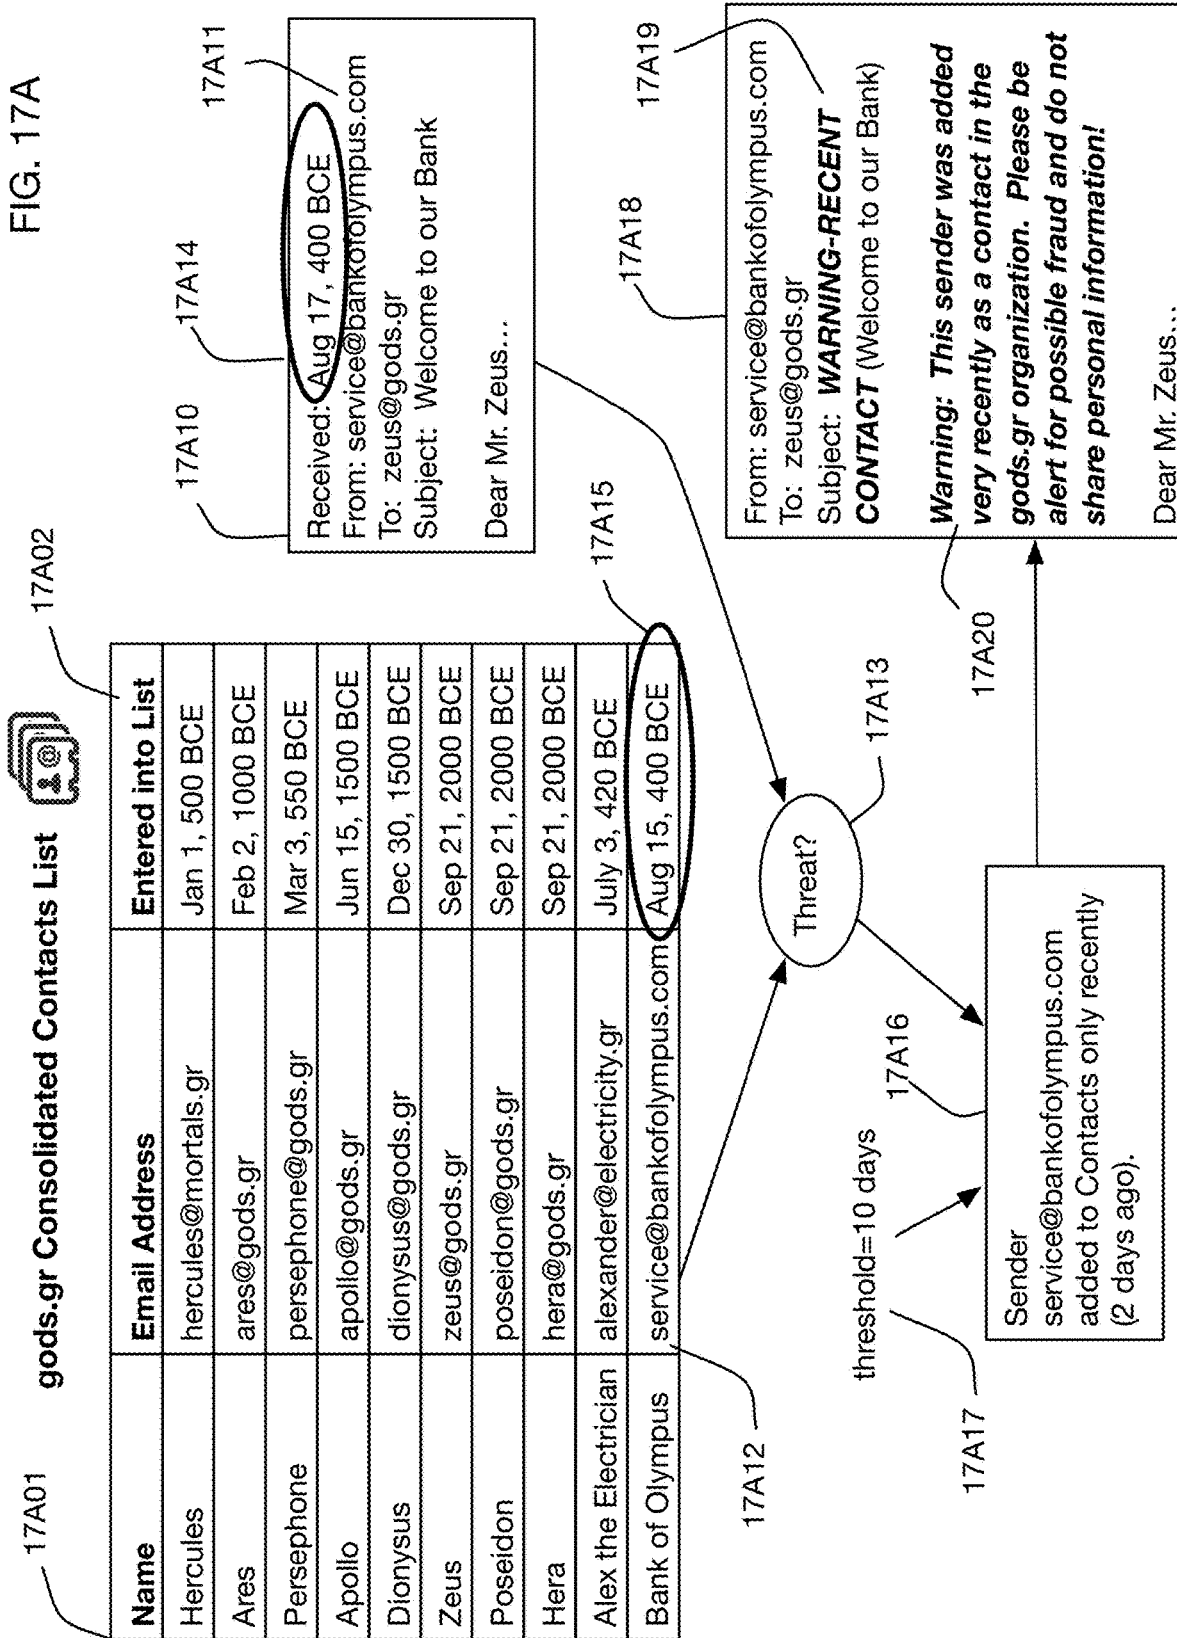 FIG. 17A
17A01
gods.gr Consolidated Contacts List
17A02
Name Email Address Entered into List
Hercules hercules@mortals.gr Jan 1, 500 BCE
Ares ares@gods.gr Feb 2, 1000 BCE
Persephone persephone@gods.gr Mar 3, 550 BCE
Apollo apollo@gods.gr Jun 15, 1500 BCE
Dionysus dionysus@gods.gr Dec 30, 1500 BCE
Zeus zeus@gods.gr Sep 21, 2000 BCE
Poseidon poseidon@gods.gr Sep 21, 2000 BCE
Hera hera@gods.gr Sep 21, 2000 BCE
Alex the Electrician alexander@electricity.gr July 3, 420 BCE
Bank of Olympus service@bankofolympus.com Aug 15, 400 BCE
17A12
17A15
17A10
17A14
17A11
Received: Aug 17, 400 BCE
From: service@bankofolympus.com
To: zeus@gods.gr
Subject: Welcome to our Bank
Dear Mr. Zeus...
Threat?
17A13
threshold=10 days
17A17
17A16
Sender
service@bankofolympus.com
added to Contacts only recently
(2 days ago).
17A18
17A19
From: service@bankofolympus.com
To: zeus@gods.gr
Subject: WARNING-RECENT
CONTACT (Welcome to our Bank)
Warning: This sender was added
very recently as a contact in the
gods.gr organization. Please be
alert for possible fraud and do not
share personal information!
Dear Mr. Zeus...
17A20